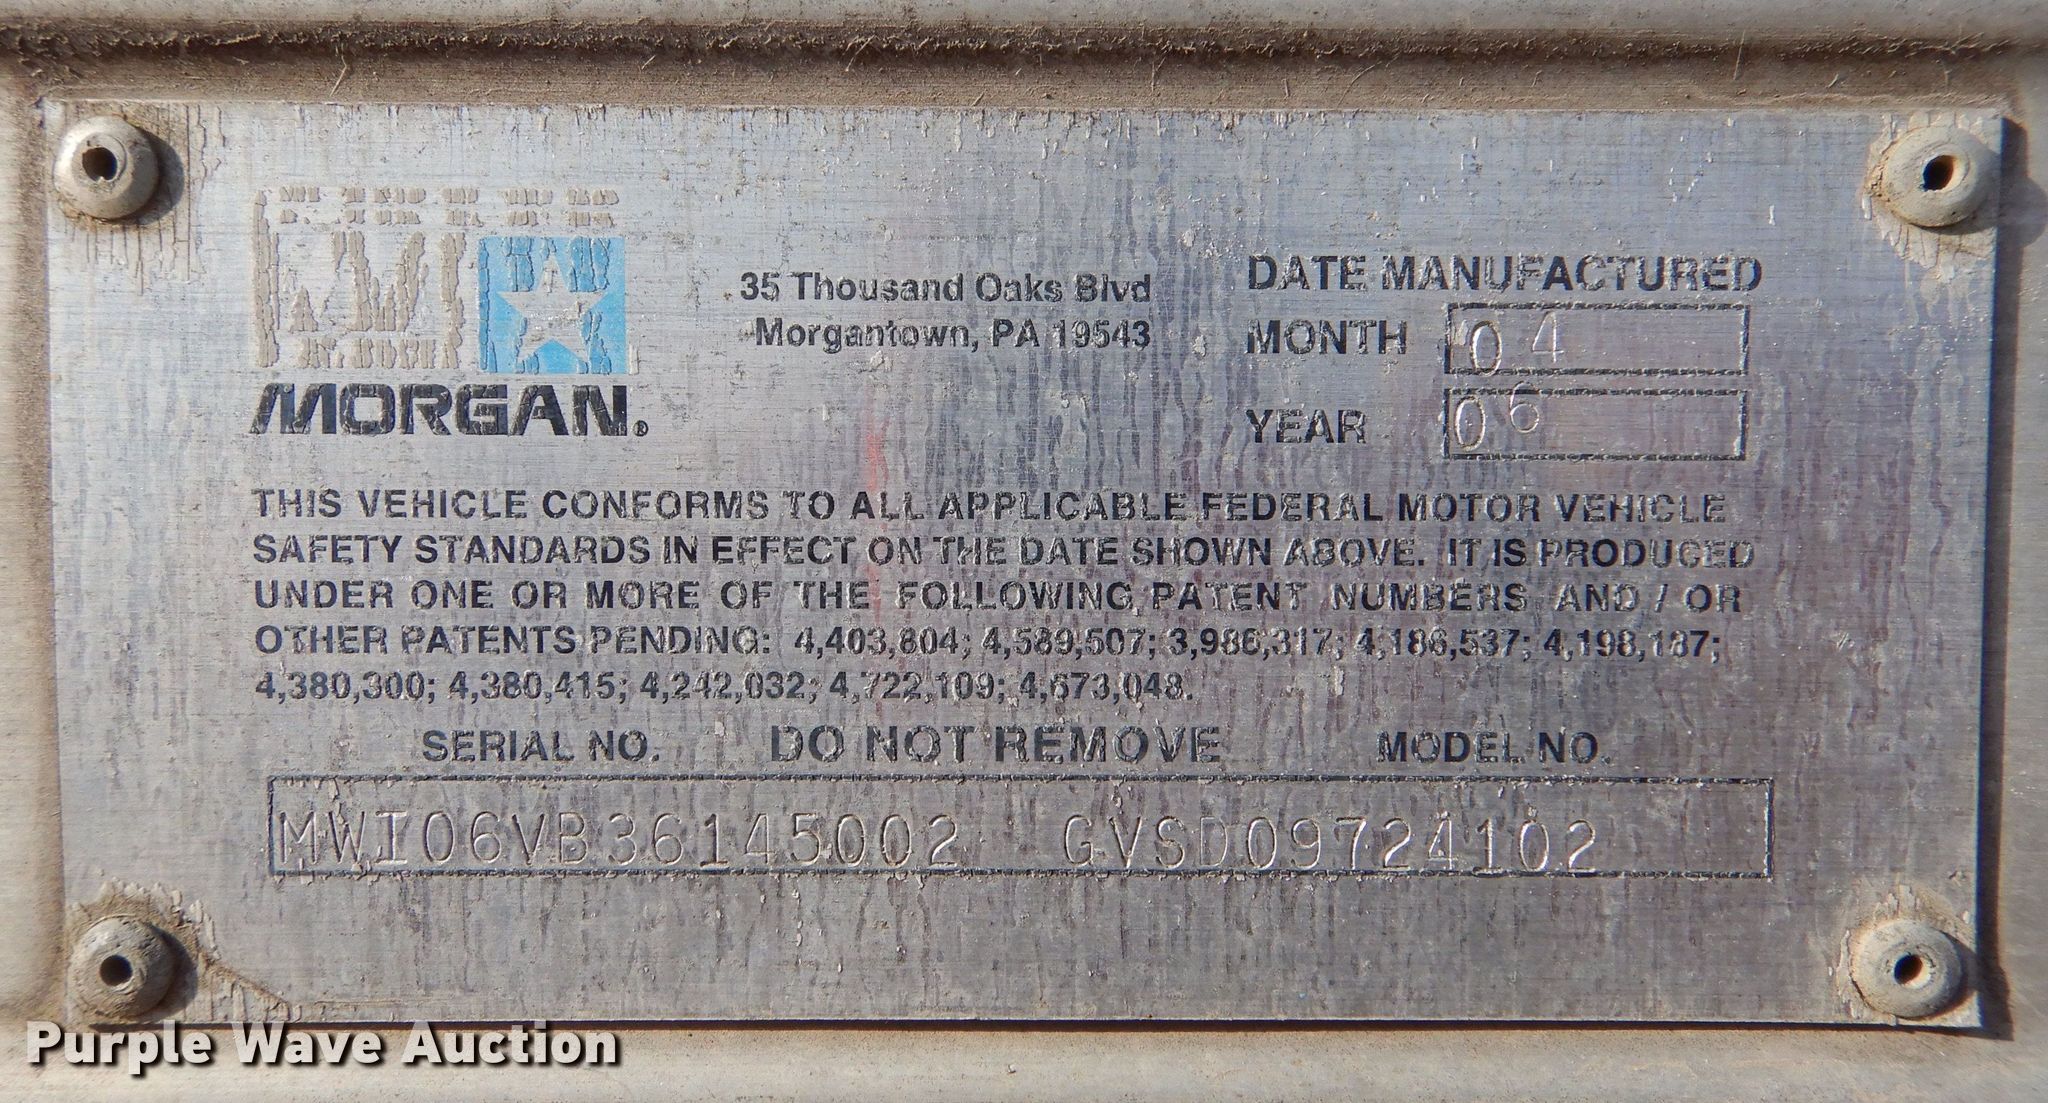 MORGAN®
35 Thousand Oaks Blvd
Morgantown, PA 19543
DATE MANUFACTURED
MONTH 04
YEAR 06
THIS VEHICLE CONFORMS TO ALL APPLICABLE FEDERAL MOTOR VEHICLE
SAFETY STANDARDS IN EFFECT ON THE DATE SHOWN ABOVE. IT IS PRODUCED
UNDER ONE OR MORE OF THE FOLLOWING PATENT NUMBERS AND / OR
OTHER PATENTS PENDING: 4,403,804; 4,589,507; 3,986,317; 4,186,537; 4,198,187;
4,380,300; 4,380,415; 4,242,032; 4,722,109; 4,673,048.
SERIAL NO. DO NOT REMOVE MODEL NO.
MWI06VB36145002 GVSD09724102
Purple Wave Auction